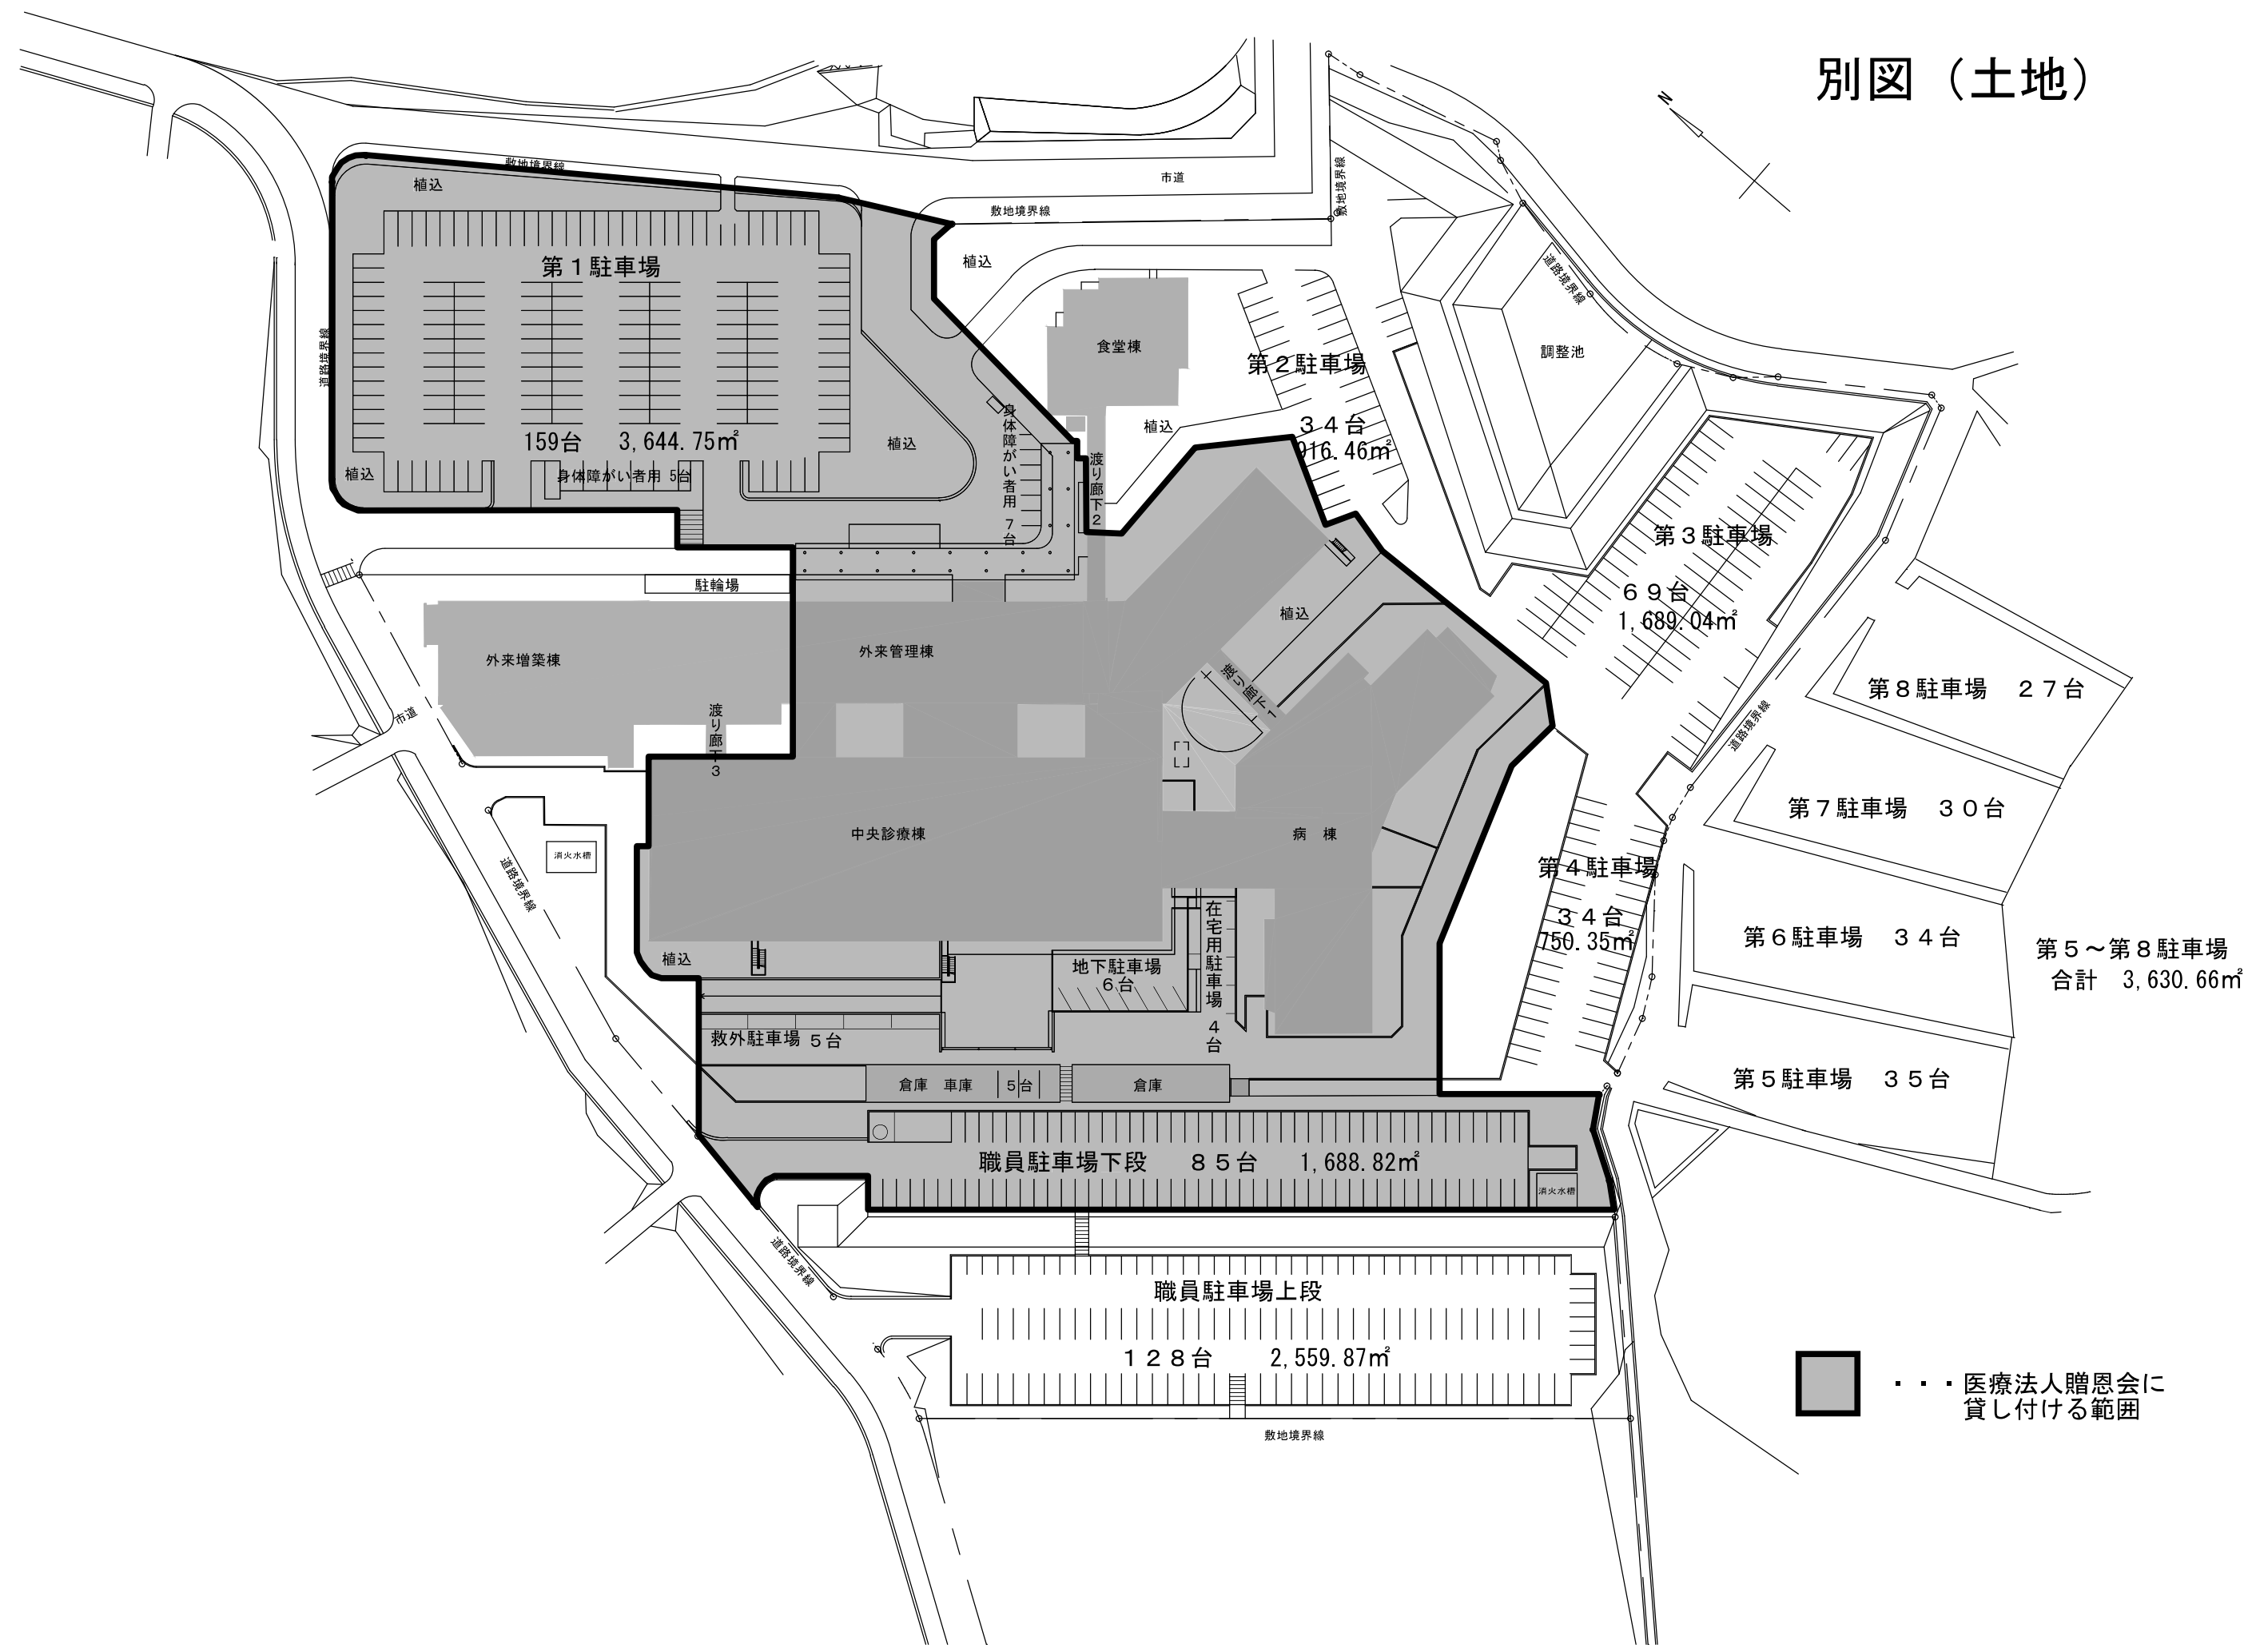 別図（土地）
N
敷地境界線
植込
市道
敷地境界線
敷地境界線
植込
第１駐車場
道路境界線
159台　3,644.75㎡
身体障がい者用 5台
植込
植込
道路境界線
食堂棟
植込
身体障がい者用 7台
渡り廊下2
第２駐車場
３４台
916.46㎡
調整池
道路境界線
第３駐車場
６９台
1,689.04㎡
駐輪場
外来増築棟
外来管理棟
植込
渡り廊下1
渡り廊下3
市道
第８駐車場　２７台
道路境界線
第７駐車場　３０台
中央診療棟
病　棟
消火水槽
道路境界線
第４駐車場
３４台
750.35㎡
第６駐車場　３４台
第５～第８駐車場
合計　3,630.66㎡
植込
地下駐車場
６台
在宅用駐車場 4台
救外駐車場 5台
倉庫　車庫　5台
倉庫
第５駐車場　３５台
職員駐車場下段　８５台　1,688.82㎡
消火水槽
道路境界線
職員駐車場上段
１２８台　2,559.87㎡
敷地境界線
・・・医療法人贈恩会に
貸し付ける範囲